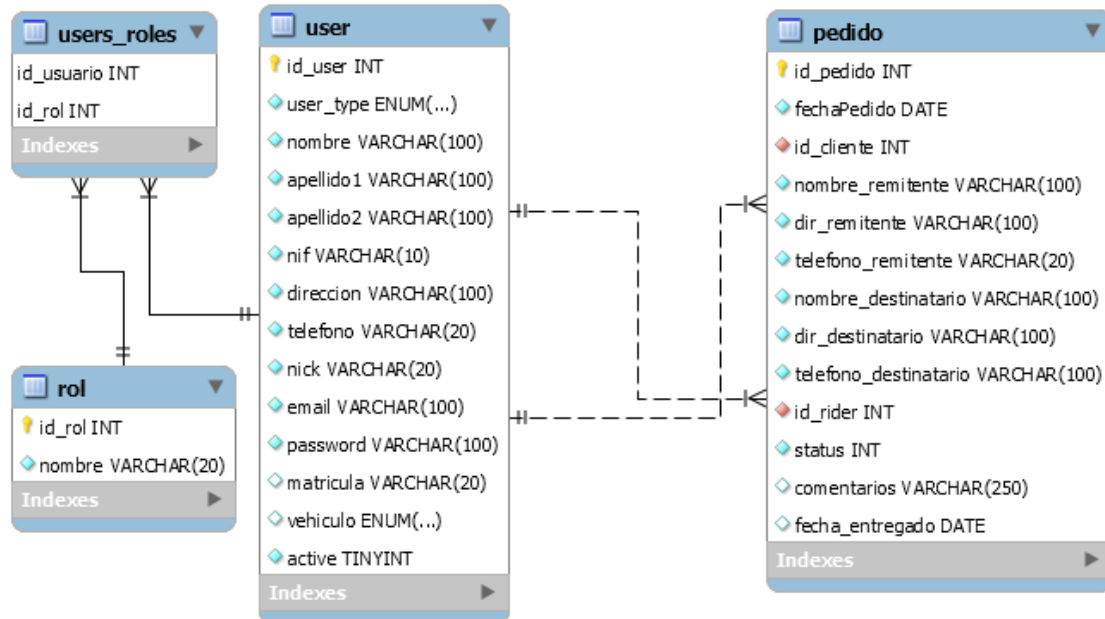 users_roles
id_usuario INT
id_rol INT
Indexes
rol
id_rol INT
nombre VARCHAR(20)
Indexes
user
id_user INT
user_type ENUM(...)
nombre VARCHAR(100)
apellido1 VARCHAR(100)
apellido2 VARCHAR(100)
nif VARCHAR(10)
direccion VARCHAR(100)
telefono VARCHAR(20)
nick VARCHAR(20)
email VARCHAR(100)
password VARCHAR(100)
matricula VARCHAR(20)
vehiculo ENUM(...)
active TINYINT
Indexes
pedido
id_pedido INT
fechaPedido DATE
id_cliente INT
nombre_remitente VARCHAR(100)
dir_remitente VARCHAR(100)
telefono_remitente VARCHAR(20)
nombre_destinatario VARCHAR(100)
dir_destinatario VARCHAR(100)
telefono_destinatario VARCHAR(100)
id_rider INT
status INT
comentarios VARCHAR(250)
fecha_entregado DATE
Indexes